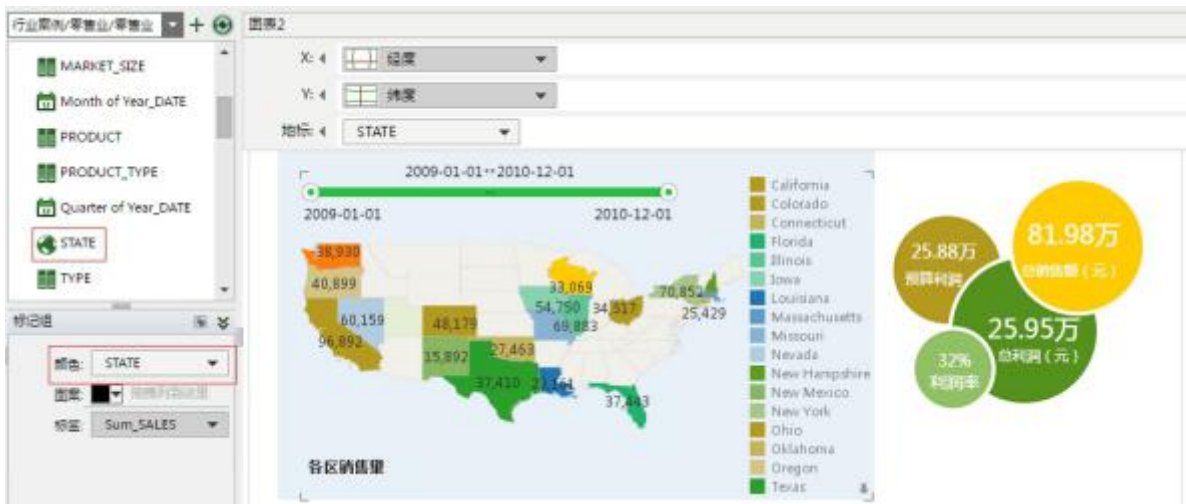 行业案例/零售业/零售业
MARKET_SIZE
Month of Year_DATE
PRODUCT
PRODUCT_TYPE
Quarter of Year_DATE
STATE
TYPE
标记组
颜色: STATE
图案:
标签: Sum_SALES
图表2
X: 经度
Y: 纬度
地标: STATE
2009-01-01↔2010-12-01
2009-01-01
2010-12-01
38,930
40,899
60,159
96,892
48,179
15,892
27,463
37,410
33,069
54,750
69,883
34,517
70,852
25,429
37,443
各区销售量
California
Colorado
Connecticut
Florida
Illinois
Iowa
Louisiana
Massachusetts
Missouri
Nevada
New Hampshire
New Mexico
New York
Ohio
Oklahoma
Oregon
Texas
25.88万
预算利润
81.98万
总销售额（元）
25.95万
总利润（元）
32%
利润率